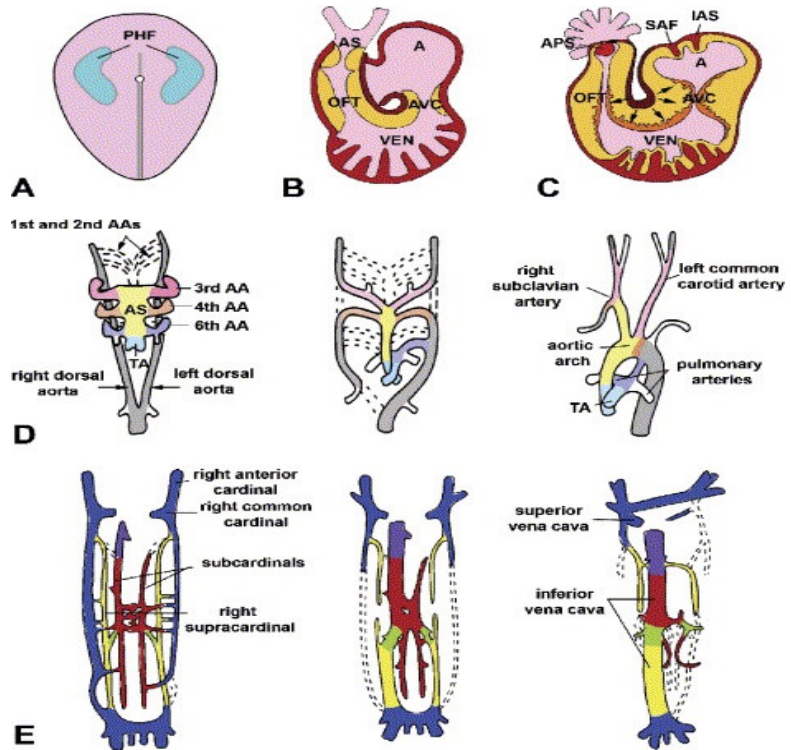 PHF
A
AS
A
OFT
AVC
VEN
B
IAS
SAF
APS
A
OFT
AVC
VEN
C
1st and 2nd AAs
3rd AA
AS
4th AA
6th AA
TA
right dorsal
aorta
left dorsal
aorta
right
subclavian
artery
left common
carotid artery
aortic
arch
pulmonary
arteries
TA
D
right anterior
cardinal
right common
cardinal
subcardinals
right
supracardinal
superior
vena cava
inferior
vena cava
E